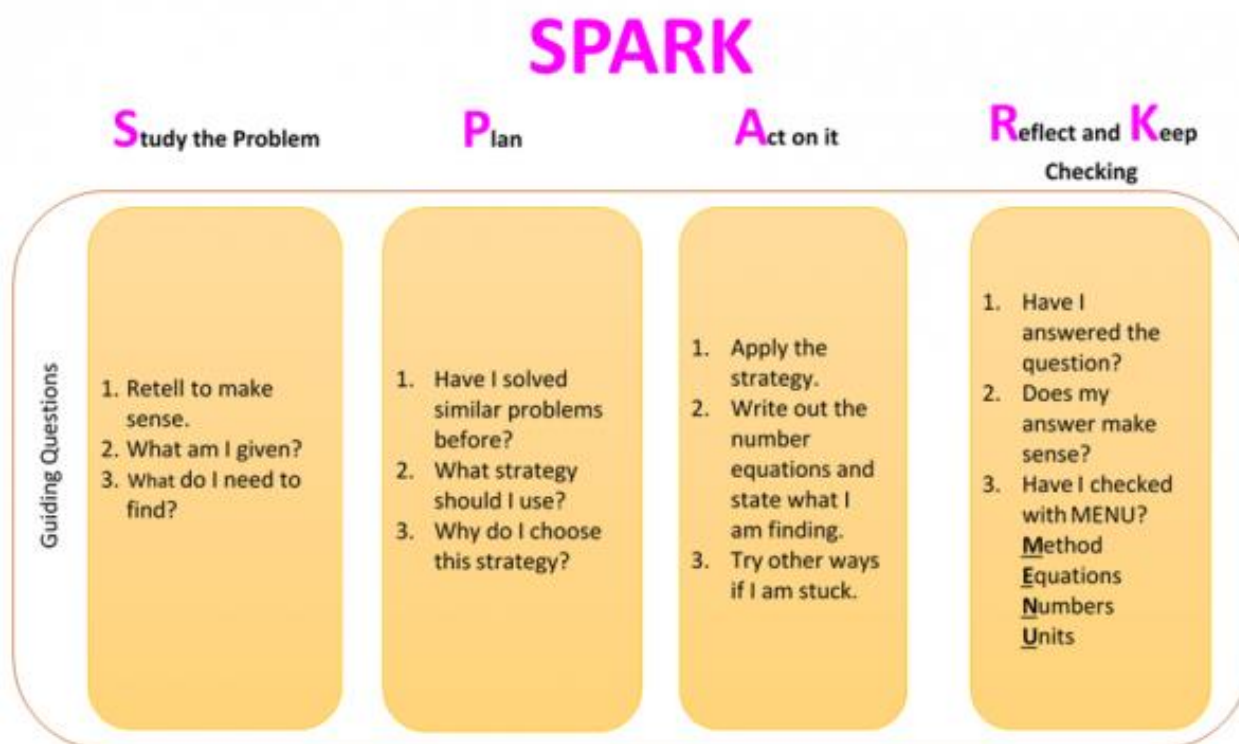 SPARK
Study the Problem
Plan
Act on it
Reflect and Keep
Checking
Guiding Questions
1. Retell to make
sense.
2. What am I given?
3. What do I need to
find?
1. Have I solved
similar problems
before?
2. What strategy
should I use?
3. Why do I choose
this strategy?
1. Apply the
strategy.
2. Write out the
number
equations and
state what I
am finding.
3. Try other ways
if I am stuck.
1. Have I
answered the
question?
2. Does my
answer make
sense?
3. Have I checked
with MENU?
Method
Equations
Numbers
Units